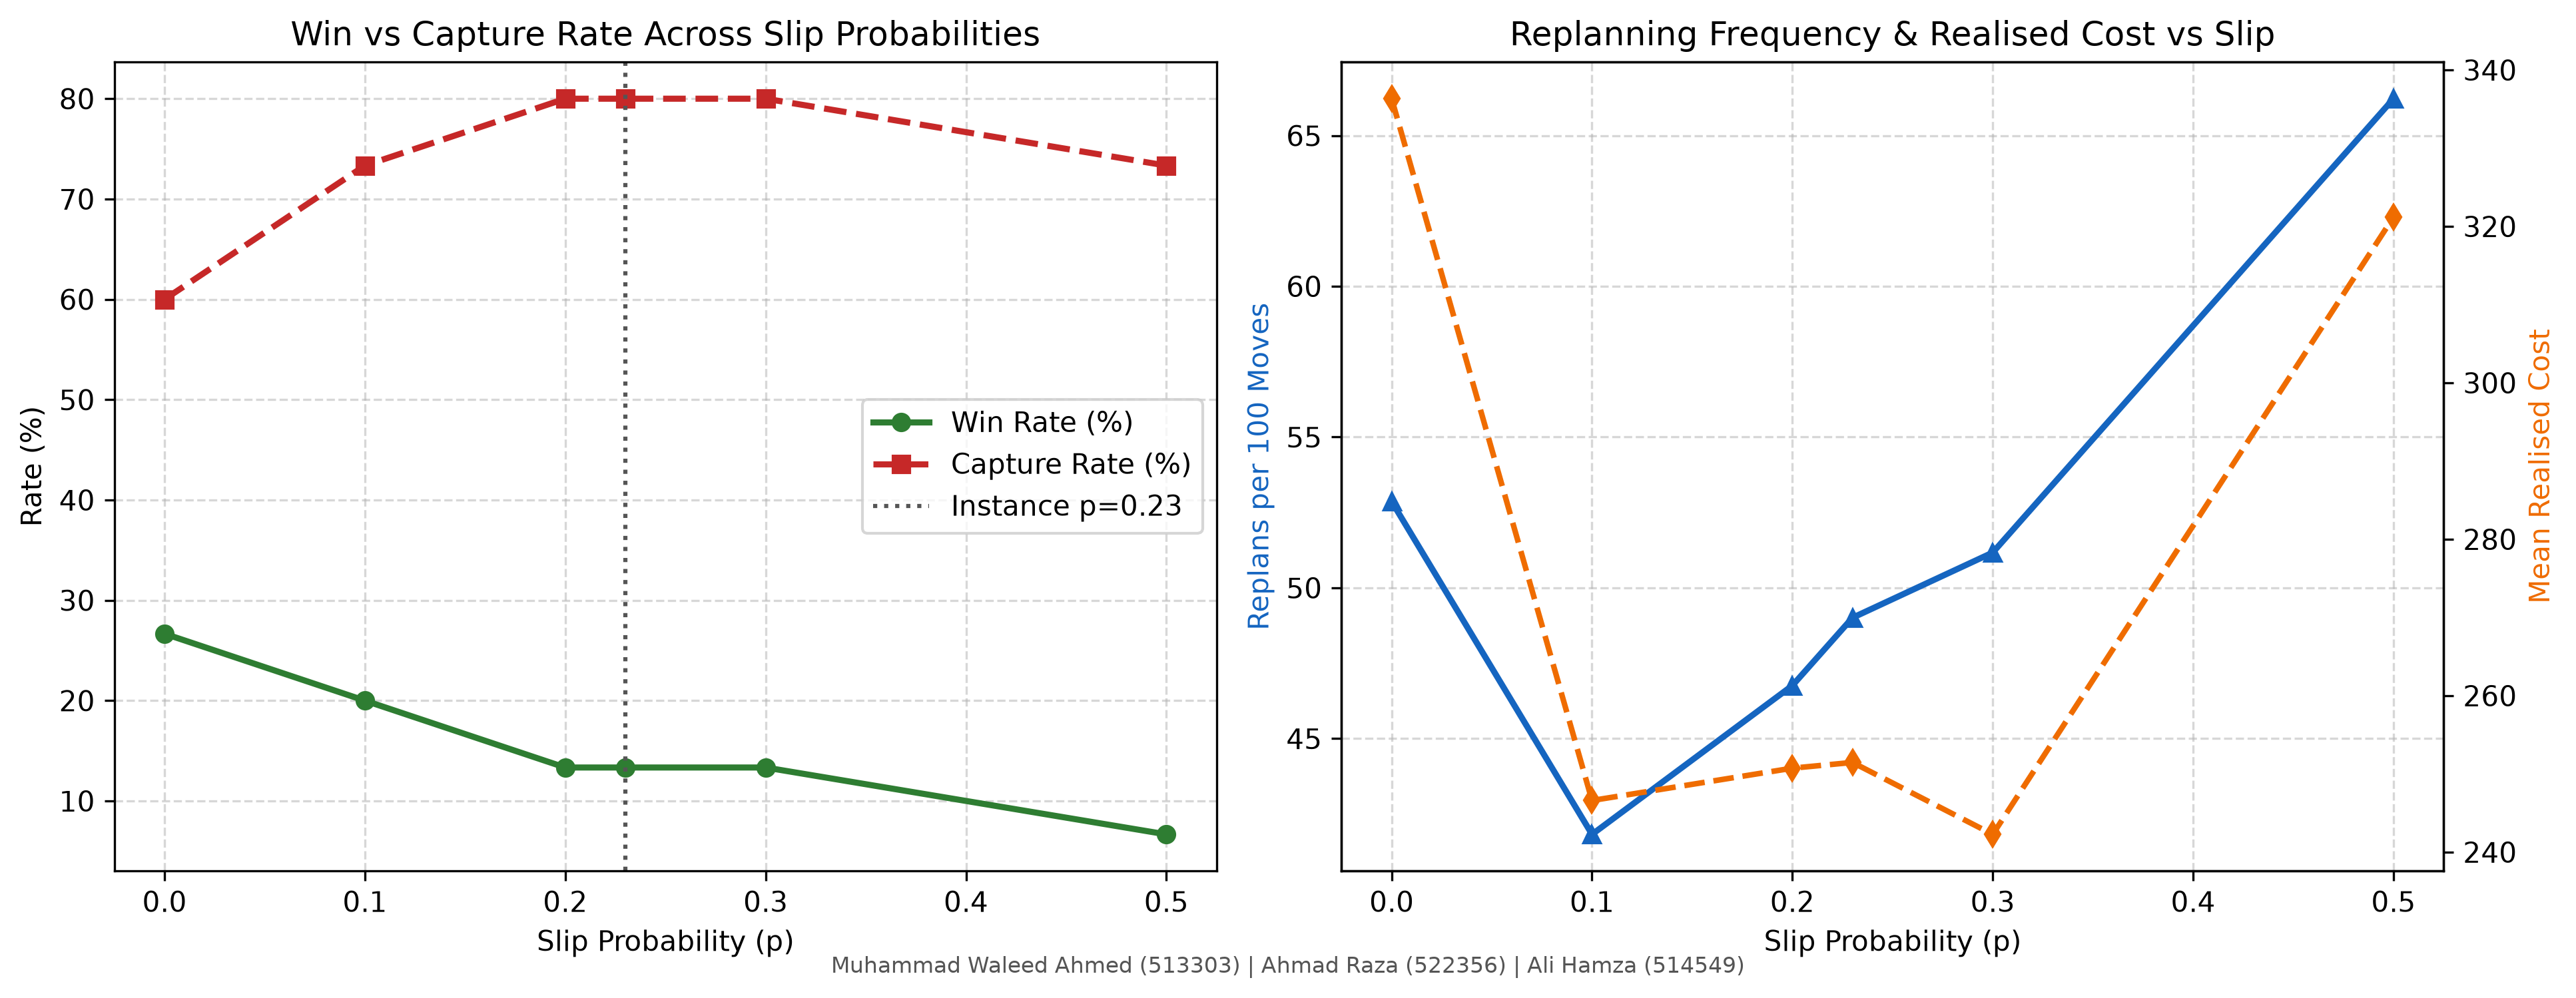 Win vs Capture Rate Across Slip Probabilities
Rate (%)
80
70
60
50
40
30
20
10
0.0 0.1 0.2 0.3 0.4 0.5
Slip Probability (p)
Win Rate (%)
Capture Rate (%)
Instance p=0.23
Replanning Frequency & Realised Cost vs Slip
Replans per 100 Moves
65
60
55
50
45
0.0 0.1 0.2 0.3 0.4 0.5
Slip Probability (p)
340
320
300
280
260
240
Mean Realised Cost
Muhammad Waleed Ahmed (513303) | Ahmad Raza (522356) | Ali Hamza (514549)